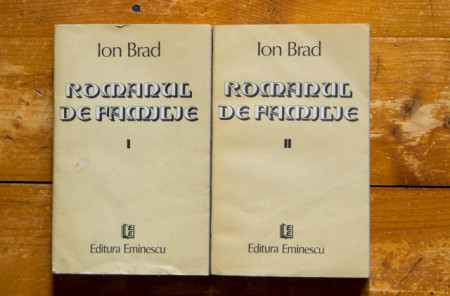 Ion Brad
ROMANUL
DE FAMILIE
I
Editura Eminescu
Ion Brad
ROMANUL
DE FAMILIE
II
Editura Eminescu